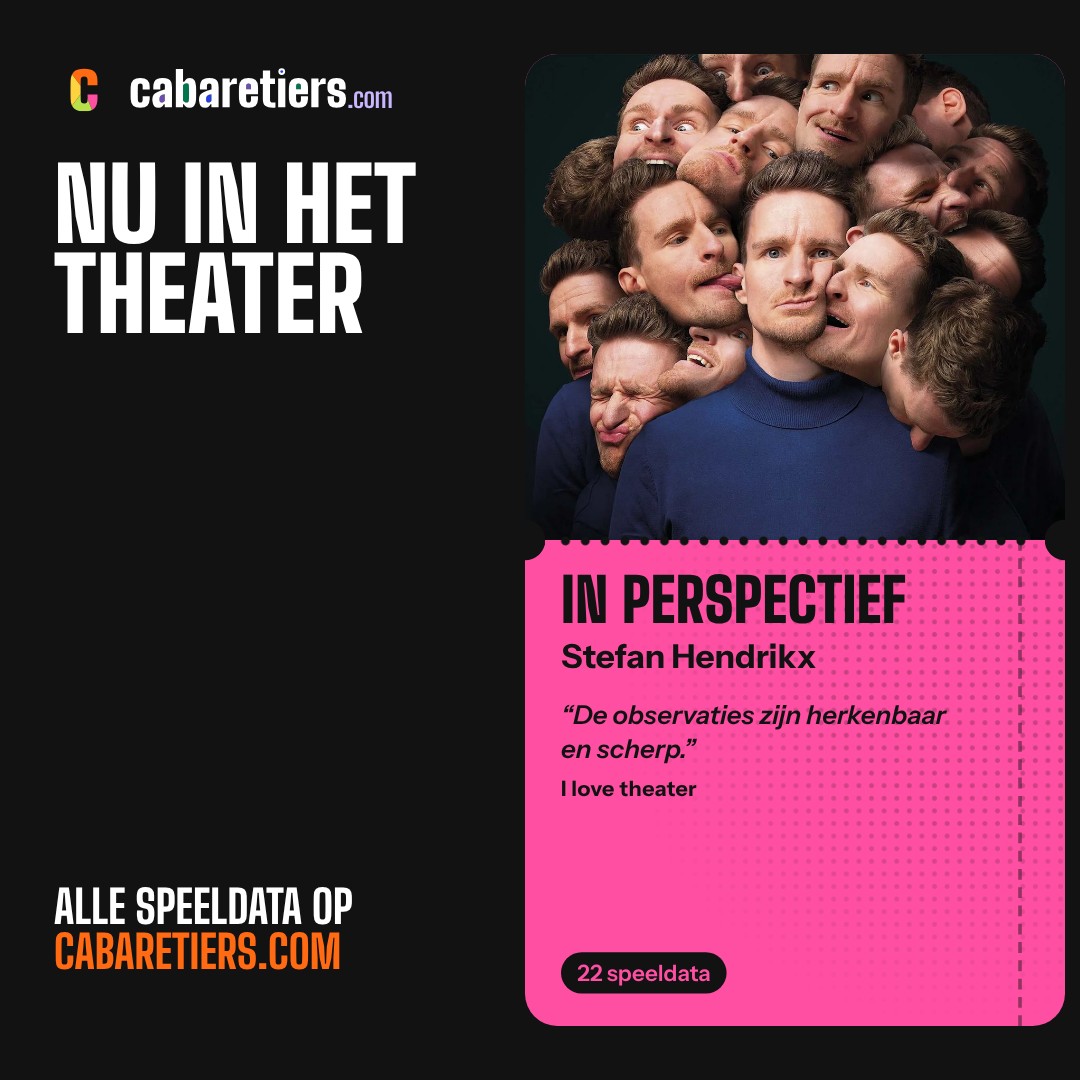 cabaretiers.com
NU IN HET
THEATER
IN PERSPECTIEF
Stefan Hendrikx
“De observaties zijn herkenbaar
en scherp.”
I love theater
22 speeldata
ALLE SPEELDATA OP
CABARETIERS.COM